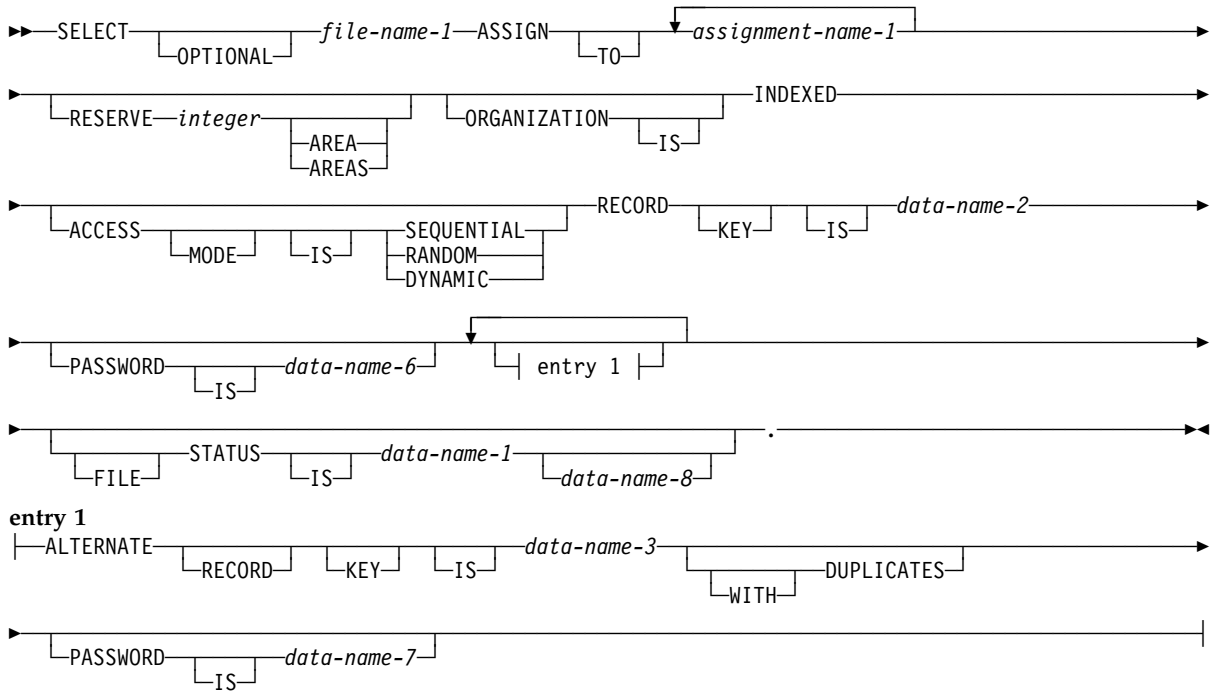 SELECT OPTIONAL file-name-1 ASSIGN TO assignment-name-1
RESERVE integer AREA AREAS ORGANIZATION IS INDEXED
ACCESS MODE IS SEQUENTIAL RANDOM DYNAMIC RECORD KEY IS data-name-2
PASSWORD IS data-name-6 entry 1
FILE STATUS IS data-name-1 data-name-8 .
entry 1
ALTERNATE RECORD KEY IS data-name-3 WITH DUPLICATES
PASSWORD IS data-name-7